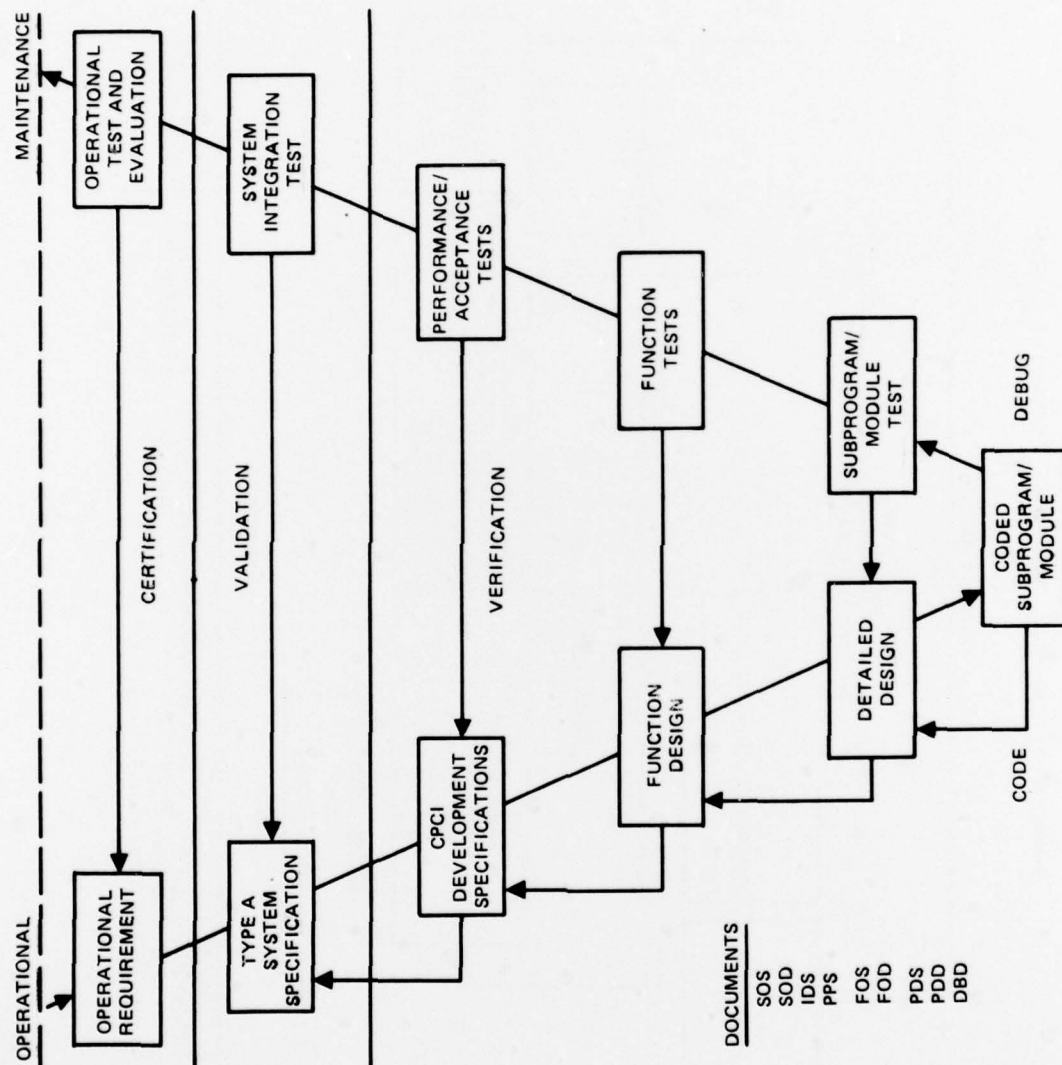 OPERATIONAL
MAINTENANCE
OPERATIONAL
REQUIREMENT
CERTIFICATION
OPERATIONAL
TEST AND
EVALUATION
TYPE A
SYSTEM
SPECIFICATION
VALIDATION
SYSTEM
INTEGRATION
TEST
CPCI
DEVELOPMENT
SPECIFICATIONS
VERIFICATION
PERFORMANCE/
ACCEPTANCE
TESTS
FUNCTION
DESIGN
FUNCTION
TESTS
DETAILED
DESIGN
SUBPROGRAM/
MODULE
TEST
CODE
CODED
SUBPROGRAM/
MODULE
DEBUG
DOCUMENTS
SOS
SOD
IDS
PPS
FOS
FOD
PDS
PDD
DBD